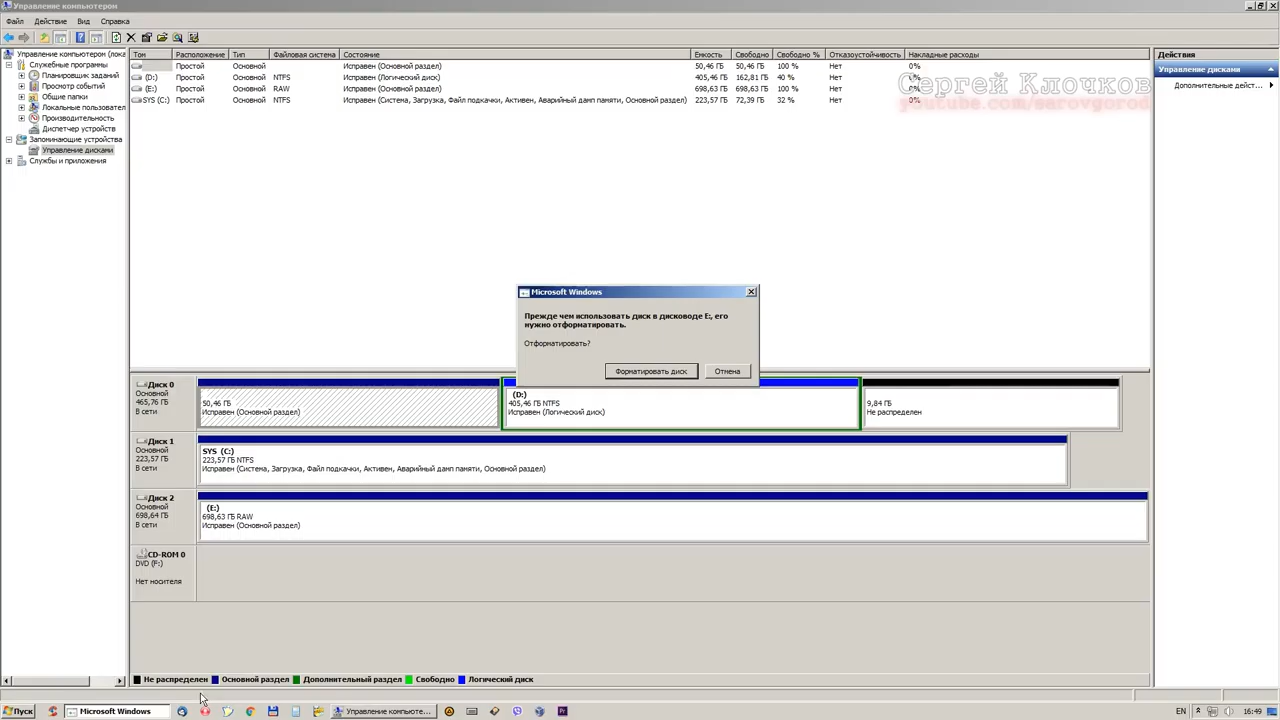 Управление компьютером
Файл Действие Вид Справка
Управление компьютером (лока
Служебные программы
Планировщик заданий
Просмотр событий
Общие папки
Локальные пользовател
Производительность
Диспетчер устройств
Запоминающие устройства
Управление дисками
Службы и приложения
Том Расположение Тип Файловая система Состояние Емкость Свободно Свободно % Отказоустойчивость Накладные расходы
Простой Основной Исправен (Основной раздел) 50,46 ГБ 50,46 ГБ 100 % Нет 0%
(D:) Простой Основной NTFS Исправен (Логический диск) 405,46 ГБ 162,81 ГБ 40 % Нет 0%
(E:) Простой Основной RAW Исправен (Основной раздел) 698,63 ГБ 698,63 ГБ 100 % Нет 0%
SYS (C:) Простой Основной NTFS Исправен (Система, Загрузка, Файл подкачки, Активен, Аварийный дамп памяти, Основной раздел) 223,57 ГБ 72,39 ГБ 32 % Нет 0%
Сергей Клочков
youtube.com/narovgorod
Действия
Управление дисками
Дополнительные дейст...
Microsoft Windows
Прежде чем использовать диск в дисководе E:, его
нужно отформатировать.
Отформатировать?
Форматировать диск Отмена
Диск 0
Основной
465,76 ГБ
В сети
50,46 ГБ
Исправен (Основной раздел)
(D:)
405,46 ГБ NTFS
Исправен (Логический диск)
9,84 ГБ
Не распределен
Диск 1
Основной
223,57 ГБ
В сети
SYS (C:)
223,57 ГБ NTFS
Исправен (Система, Загрузка, Файл подкачки, Активен, Аварийный дамп памяти, Основной раздел)
Диск 2
Основной
698,64 ГБ
В сети
(E:)
698,63 ГБ RAW
Исправен (Основной раздел)
CD-ROM 0
DVD (F:)
Нет носителя
Не распределен Основной раздел Дополнительный раздел Свободно Логический диск
Пуск Microsoft Windows Управление компьюте... EN 16:49